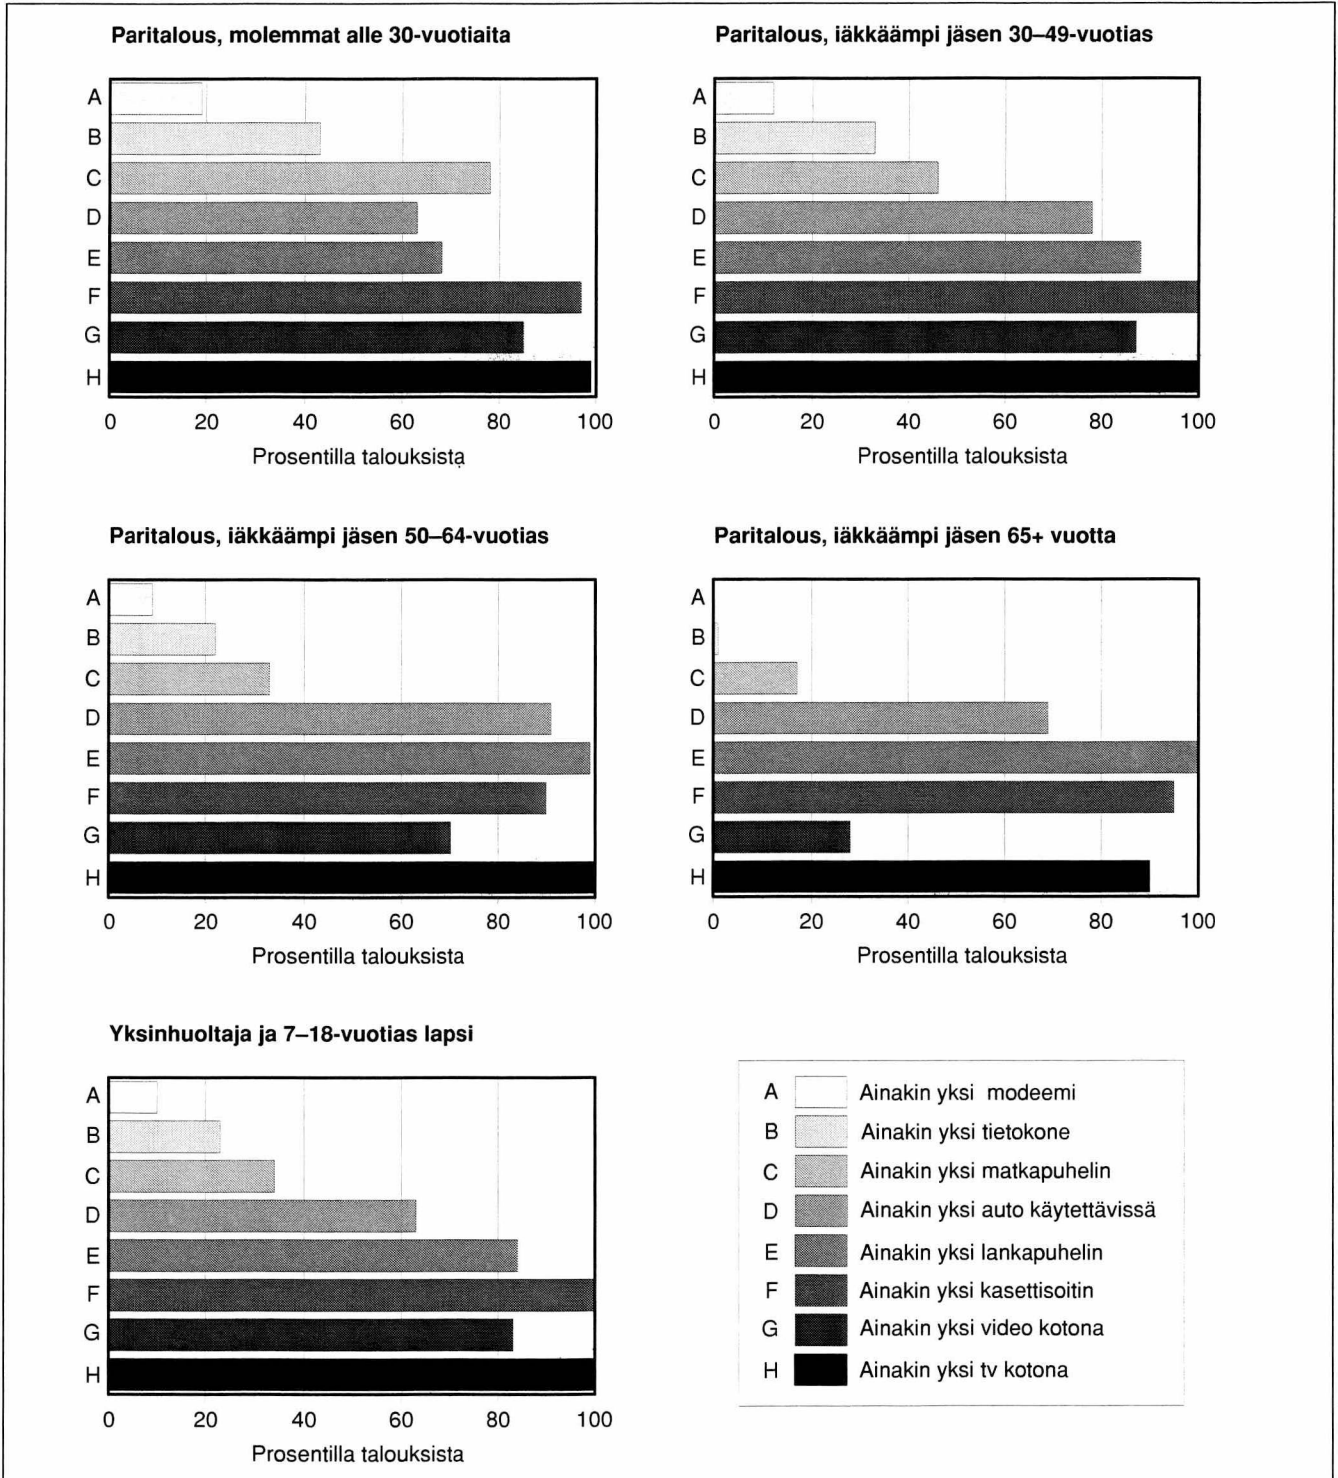 Paritalous, molemmat alle 30-vuotiaita
A
B
C
D
E
F
G
H
0 20 40 60 80 100
Prosentilla talouksista
Paritalous, iäkkäämpi jäsen 30–49-vuotias
A
B
C
D
E
F
G
H
0 20 40 60 80 100
Prosentilla talouksista
Paritalous, iäkkäämpi jäsen 50–64-vuotias
A
B
C
D
E
F
G
H
0 20 40 60 80 100
Prosentilla talouksista
Paritalous, iäkkäämpi jäsen 65+ vuotta
A
B
C
D
E
F
G
H
0 20 40 60 80 100
Prosentilla talouksista
Yksinhuoltaja ja 7–18-vuotias lapsi
A
B
C
D
E
F
G
H
0 20 40 60 80 100
Prosentilla talouksista
A Ainakin yksi modeemi
B Ainakin yksi tietokone
C Ainakin yksi matkapuhelin
D Ainakin yksi auto käytettävissä
E Ainakin yksi lankapuhelin
F Ainakin yksi kasettisoitin
G Ainakin yksi video kotona
H Ainakin yksi tv kotona